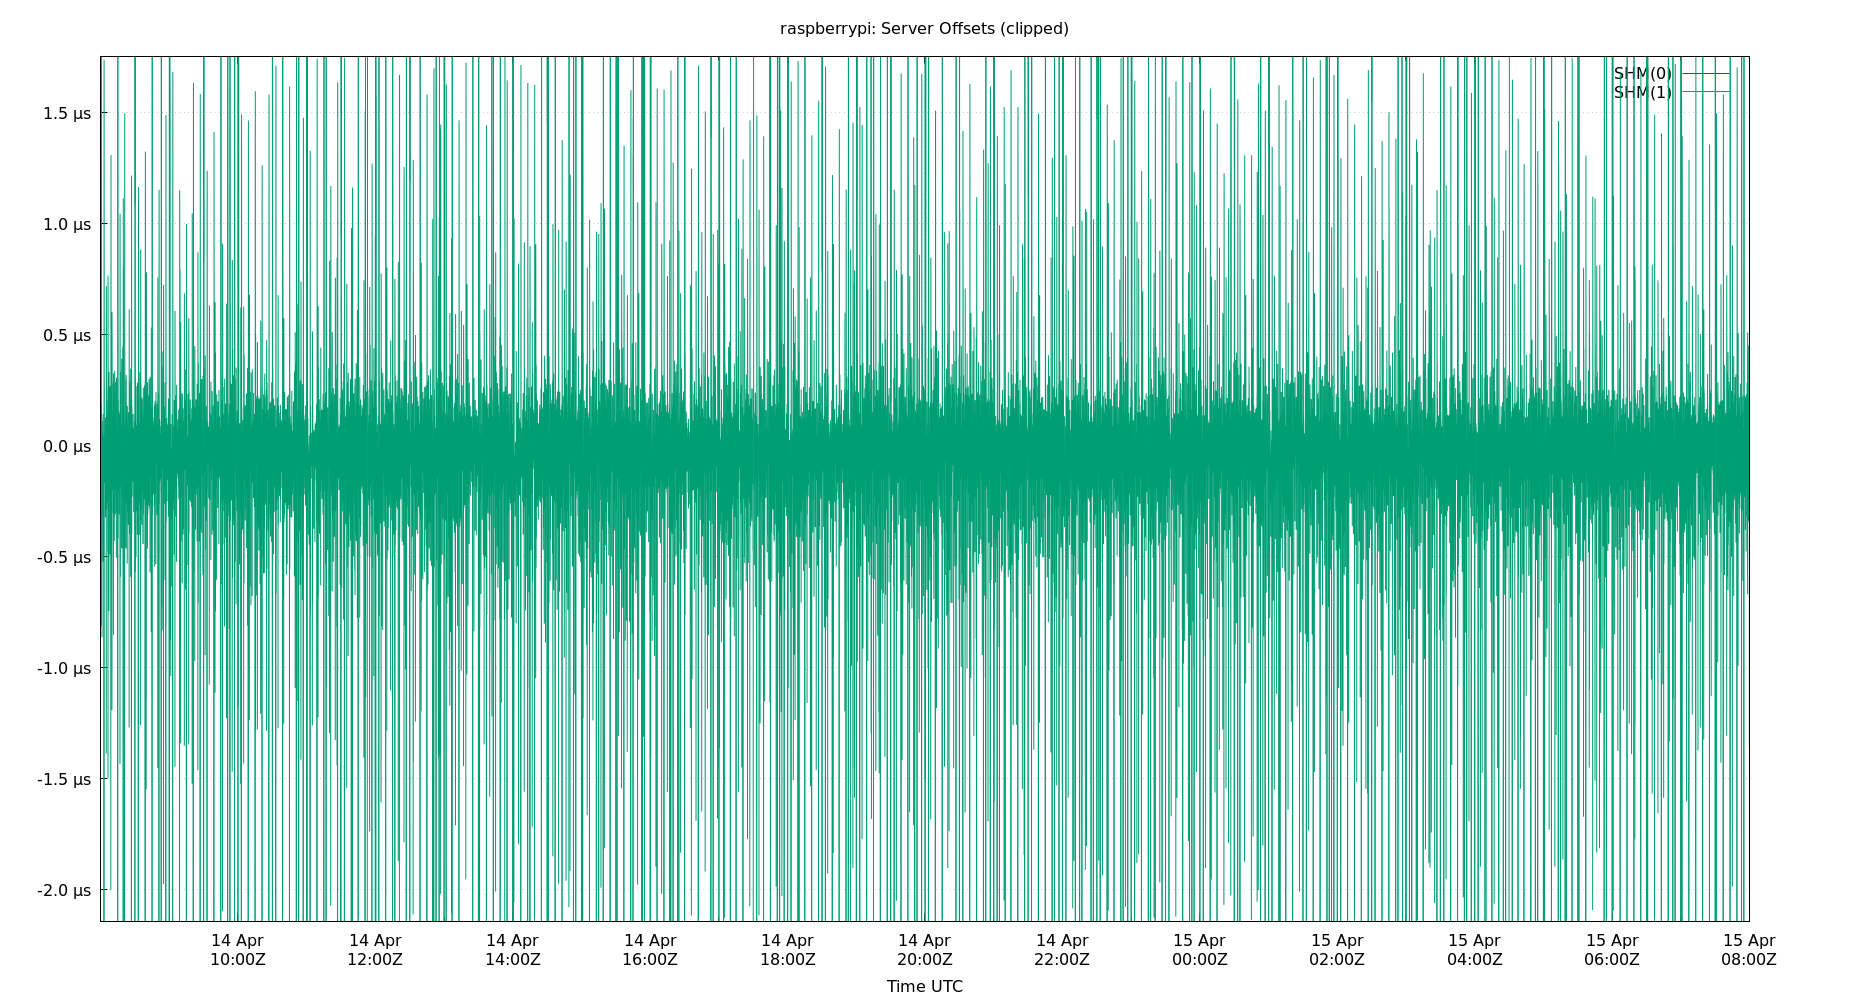 raspberrypi: Server Offsets (clipped)
SHM(0)
SHM(1)
1.5 µs
1.0 µs
0.5 µs
0.0 µs
-0.5 µs
-1.0 µs
-1.5 µs
-2.0 µs
14 Apr 14 Apr 14 Apr 14 Apr 14 Apr 14 Apr 14 Apr 15 Apr 15 Apr 15 Apr 15 Apr 15 Apr
10:00Z 12:00Z 14:00Z 16:00Z 18:00Z 20:00Z 22:00Z 00:00Z 02:00Z 04:00Z 06:00Z 08:00Z
Time UTC